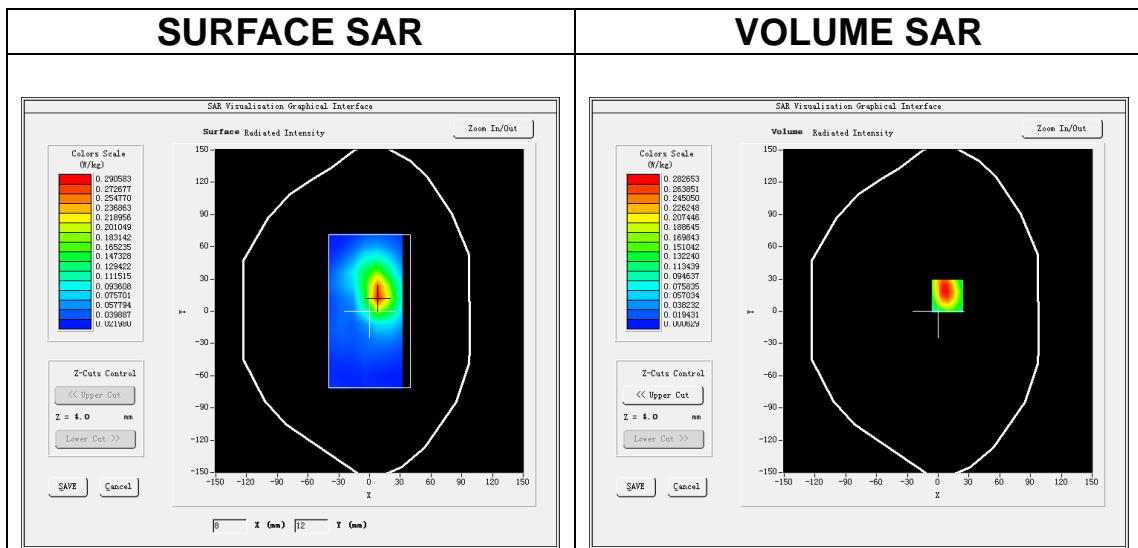 SURFACE SAR
VOLUME SAR
SAR Visualisation Graphical Interface
Surface Radiated Intensity
Zoom In/Out
Colors Scale
(W/kg)
0.290583
0.272677
0.254770
0.236863
0.218956
0.201049
0.183142
0.165235
0.147328
0.129422
0.111515
0.093608
0.075701
0.057794
0.039887
0.021980
Z-Cuts Control
<< Upper Cut
Z = 4.0 mm
Lower Cut >>
SAVE Cancel
150
120
90
60
30
0
-30
-60
-90
-120
-150
Y
-150 -120 -90 -60 -30 0 30 60 90 120 150
X
8 X (mm) 12 Y (mm)
SAR Visualisation Graphical Interface
Volume Radiated Intensity
Zoom In/Out
Colors Scale
(W/kg)
0.282653
0.263851
0.245050
0.226248
0.207446
0.188645
0.169843
0.151042
0.132240
0.113439
0.094637
0.075835
0.057034
0.038232
0.019431
0.000629
Z-Cuts Control
<< Upper Cut
Z = 4.0 mm
Lower Cut >>
SAVE Cancel
150
120
90
60
30
0
-30
-60
-90
-120
-150
Y
-150 -120 -90 -60 -30 0 30 60 90 120 150
X